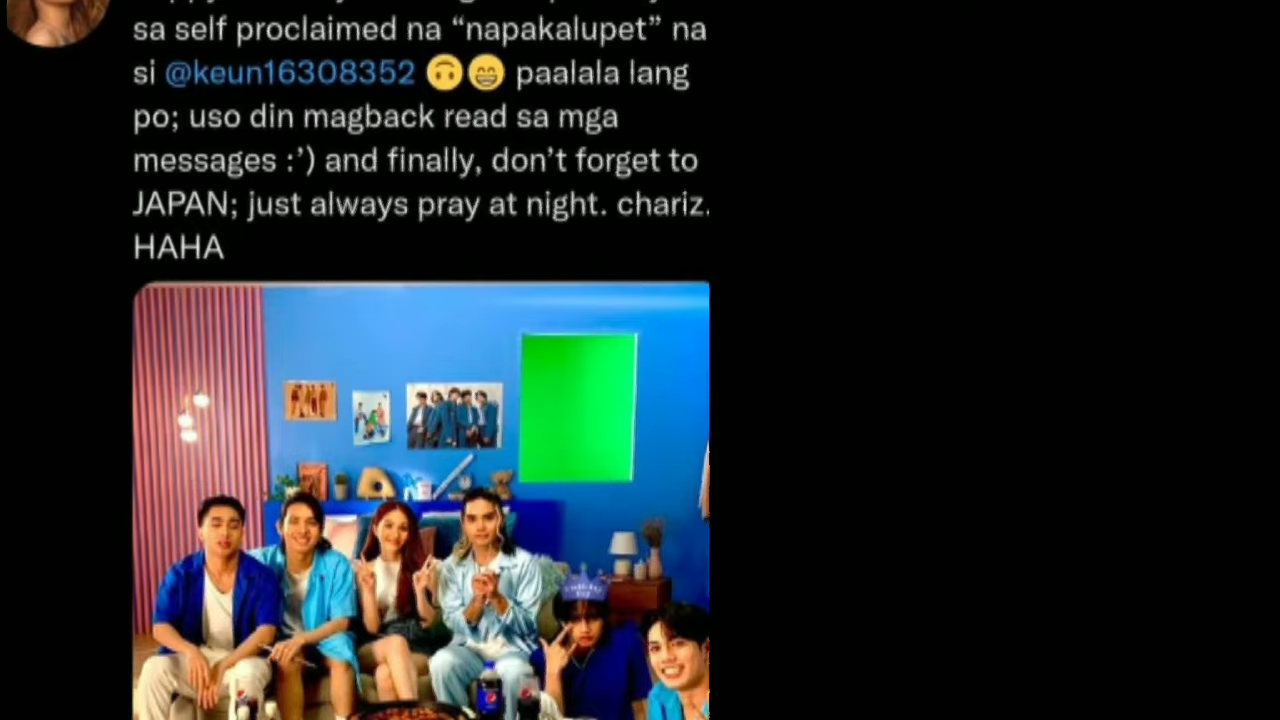 sa self proclaimed na “napakalupet” na
si @keun16308352 🙃😁 paalala lang
po; uso din magback read sa mga
messages :’) and finally, don’t forget to
JAPAN; just always pray at night. chariz.
HAHA